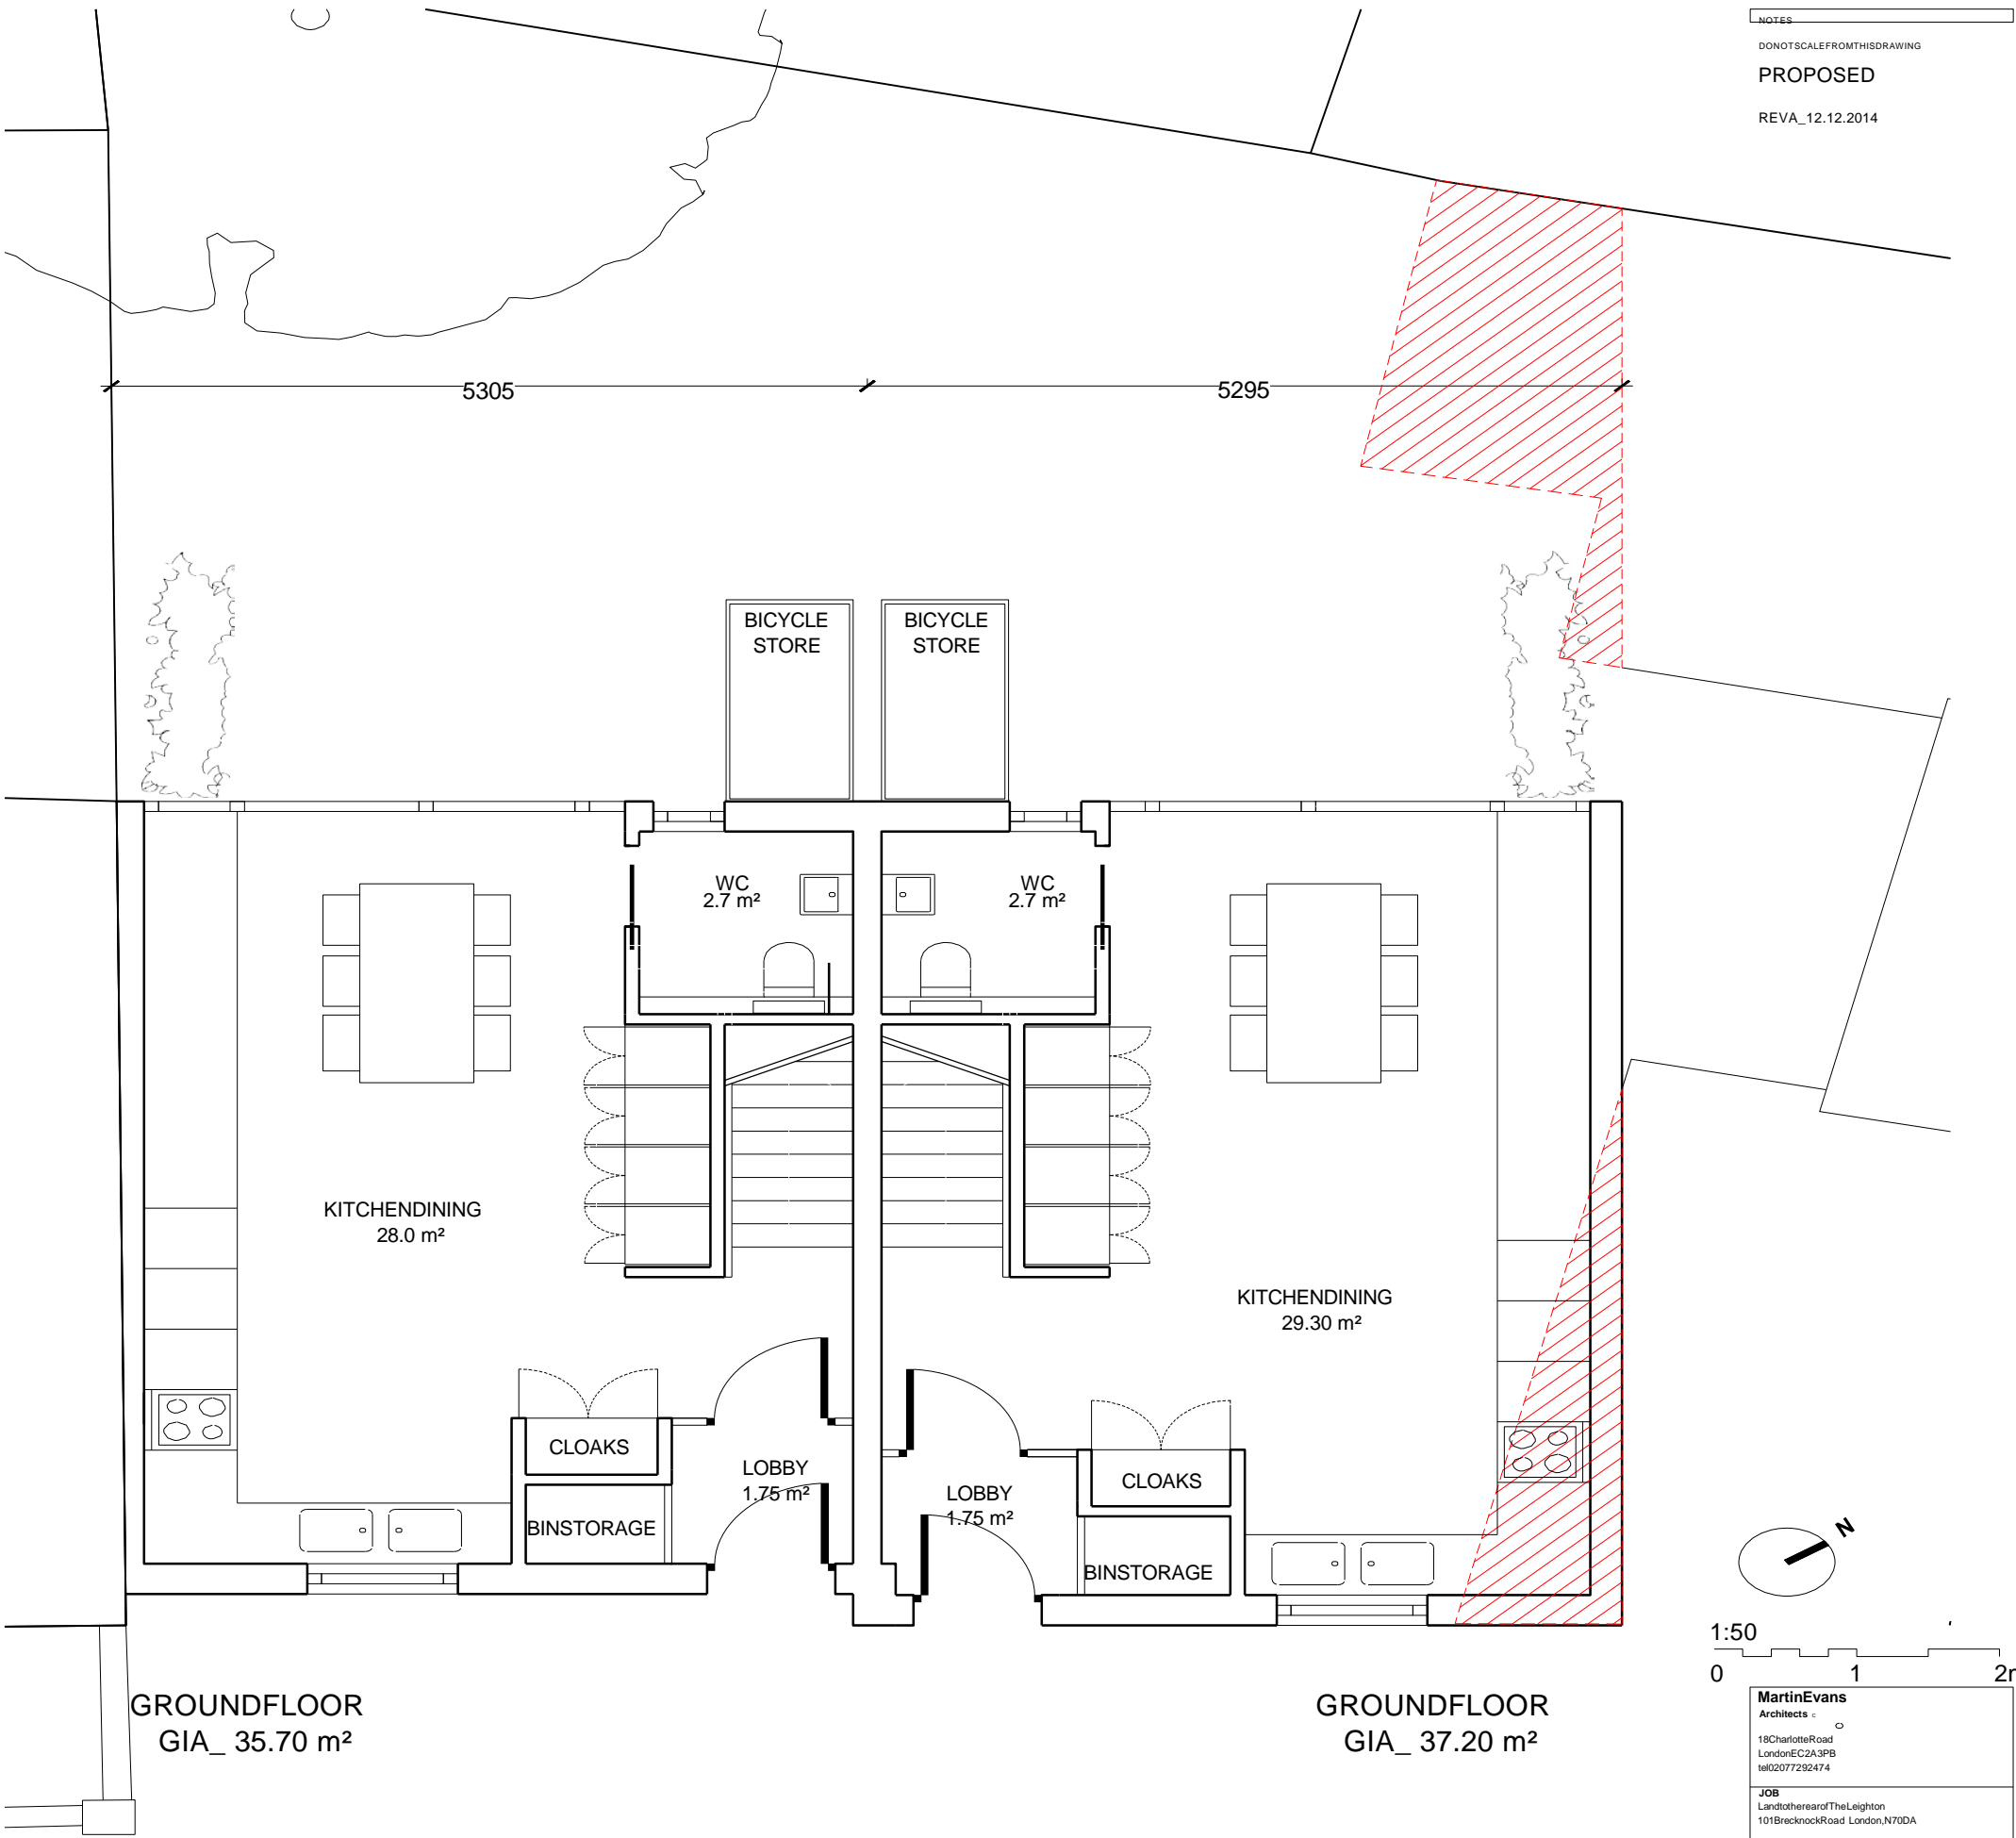 NOTES
DONOTSCALEFROMTHISDRAWING
PROPOSED
REVA_12.12.2014
5305
5295
BICYCLE
STORE
BICYCLE
STORE
WC
2.7 m²
WC
2.7 m²
KITCHENDINING
28.0 m²
KITCHENDINING
29.30 m²
CLOAKS
LOBBY
1.75 m²
BINSTORAGE
LOBBY
1.75 m²
CLOAKS
BINSTORAGE
N
1:50
0 1 2m
GROUNDFLOOR
GIA_ 35.70 m²
GROUNDFLOOR
GIA_ 37.20 m²
MartinEvans
Architects c
18CharlotteRoad
LondonEC2A3PB
tel02077292474
JOB
LandtotherearofTheLeighton
101BrecknockRoad London,N70DA